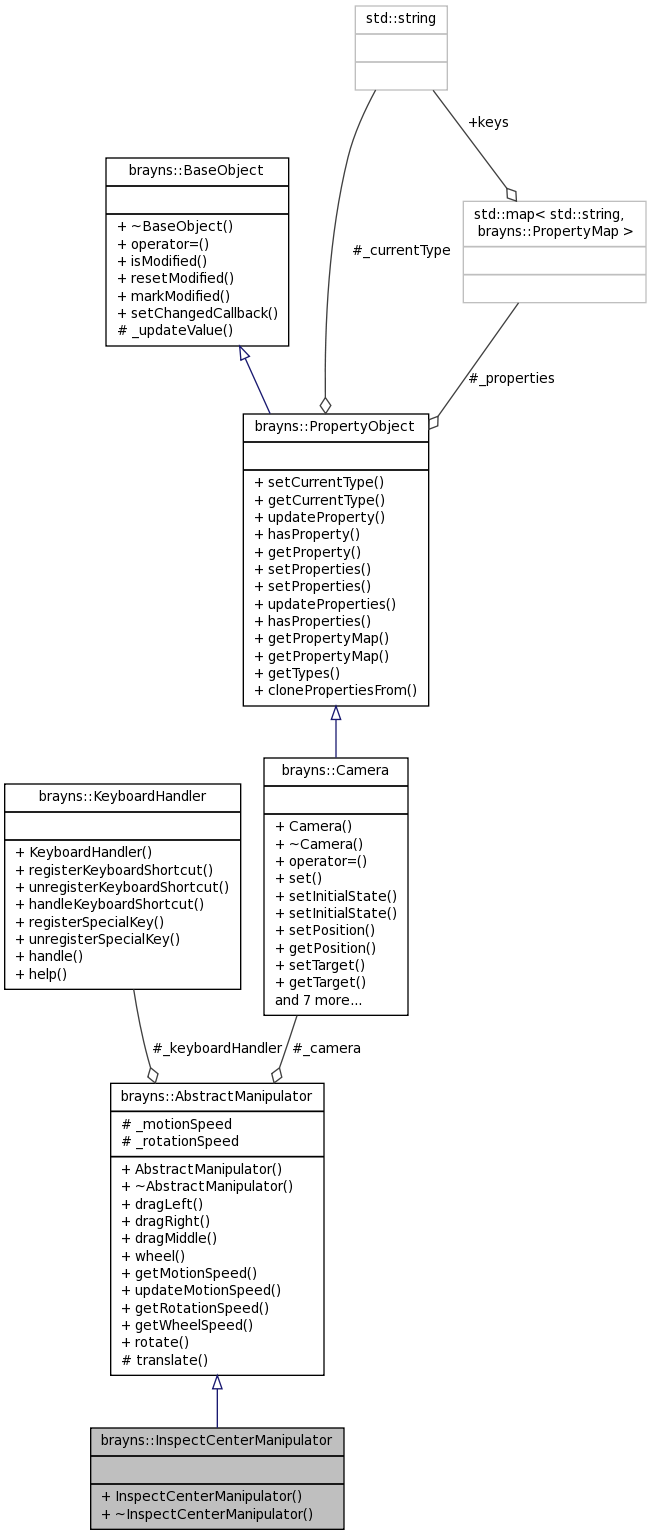 std::string
+keys
brayns::BaseObject
+ ~BaseObject()
+ operator=()
+ isModified()
+ resetModified()
+ markModified()
+ setChangedCallback()
# _updateValue()
std::map< std::string,
brayns::PropertyMap >
#_currentType
#_properties
brayns::PropertyObject
+ setCurrentType()
+ getCurrentType()
+ updateProperty()
+ hasProperty()
+ getProperty()
+ setProperties()
+ setProperties()
+ updateProperties()
+ hasProperties()
+ getPropertyMap()
+ getPropertyMap()
+ getTypes()
+ clonePropertiesFrom()
brayns::KeyboardHandler
+ KeyboardHandler()
+ registerKeyboardShortcut()
+ unregisterKeyboardShortcut()
+ handleKeyboardShortcut()
+ registerSpecialKey()
+ unregisterSpecialKey()
+ handle()
+ help()
brayns::Camera
+ Camera()
+ ~Camera()
+ operator=()
+ set()
+ setInitialState()
+ setInitialState()
+ setPosition()
+ getPosition()
+ setTarget()
+ getTarget()
and 7 more...
#_keyboardHandler
#_camera
brayns::AbstractManipulator
# _motionSpeed
# _rotationSpeed
+ AbstractManipulator()
+ ~AbstractManipulator()
+ dragLeft()
+ dragRight()
+ dragMiddle()
+ wheel()
+ getMotionSpeed()
+ updateMotionSpeed()
+ getRotationSpeed()
+ getWheelSpeed()
+ rotate()
# translate()
brayns::InspectCenterManipulator
+ InspectCenterManipulator()
+ ~InspectCenterManipulator()